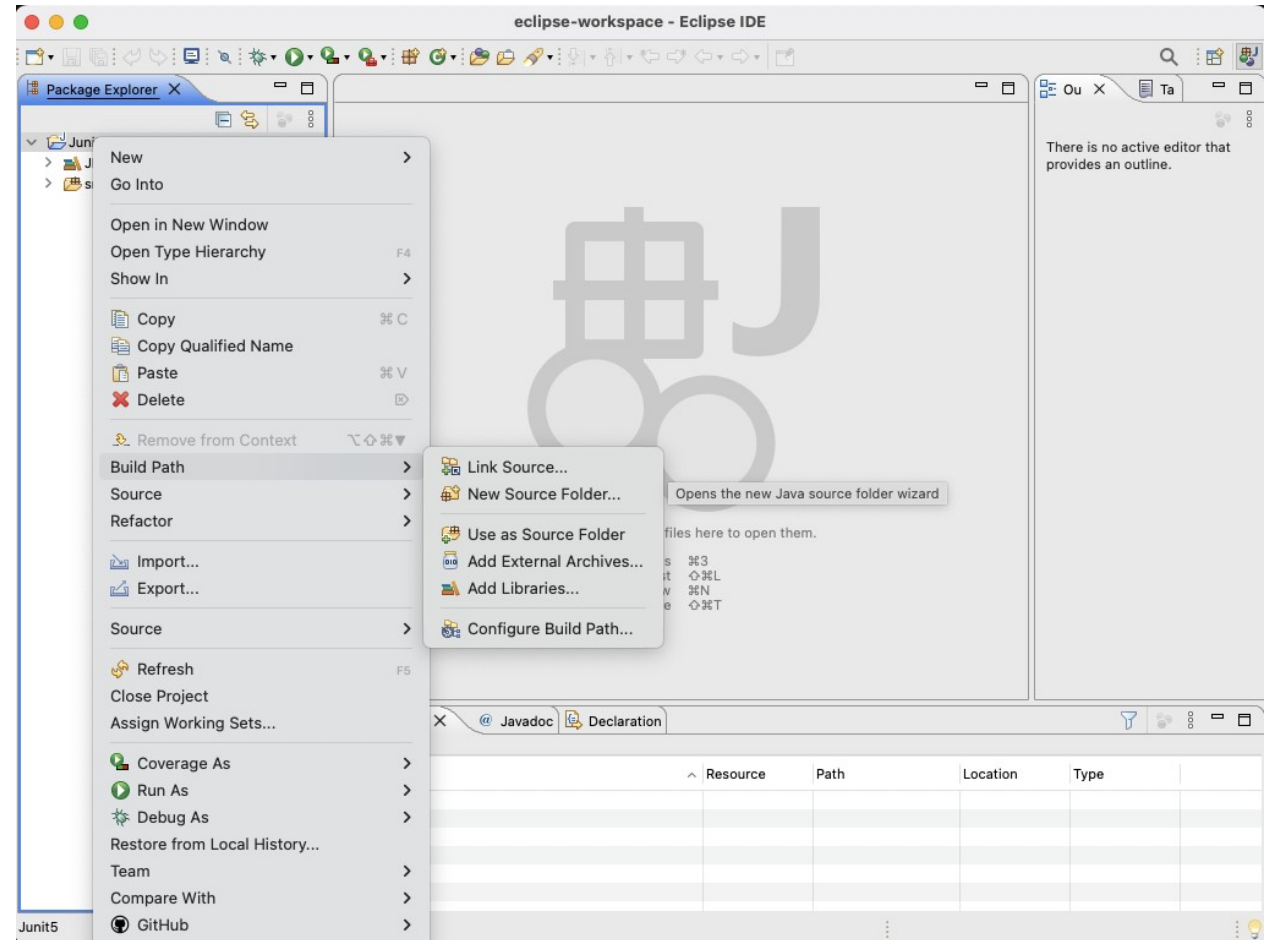 eclipse-workspace - Eclipse IDE
Package Explorer
Ou
Ta
There is no active editor that
provides an outline.
New
Go Into
Open in New Window
Open Type Hierarchy F4
Show In
Copy ⌘ C
Copy Qualified Name
Paste ⌘ V
Delete
Remove from Context ⌥⇧⌘▼
Build Path
Source
Refactor
Import...
Export...
Source
Refresh F5
Close Project
Assign Working Sets...
Coverage As
Run As
Debug As
Restore from Local History...
Team
Compare With
GitHub
Link Source...
New Source Folder...
Use as Source Folder
Add External Archives...
Add Libraries...
Configure Build Path...
Opens the new Java source folder wizard
files here to open them.
⌘3
⇧⌘L
⌘N
⇧⌘T
@ Javadoc Declaration
Resource Path Location Type
Junit5